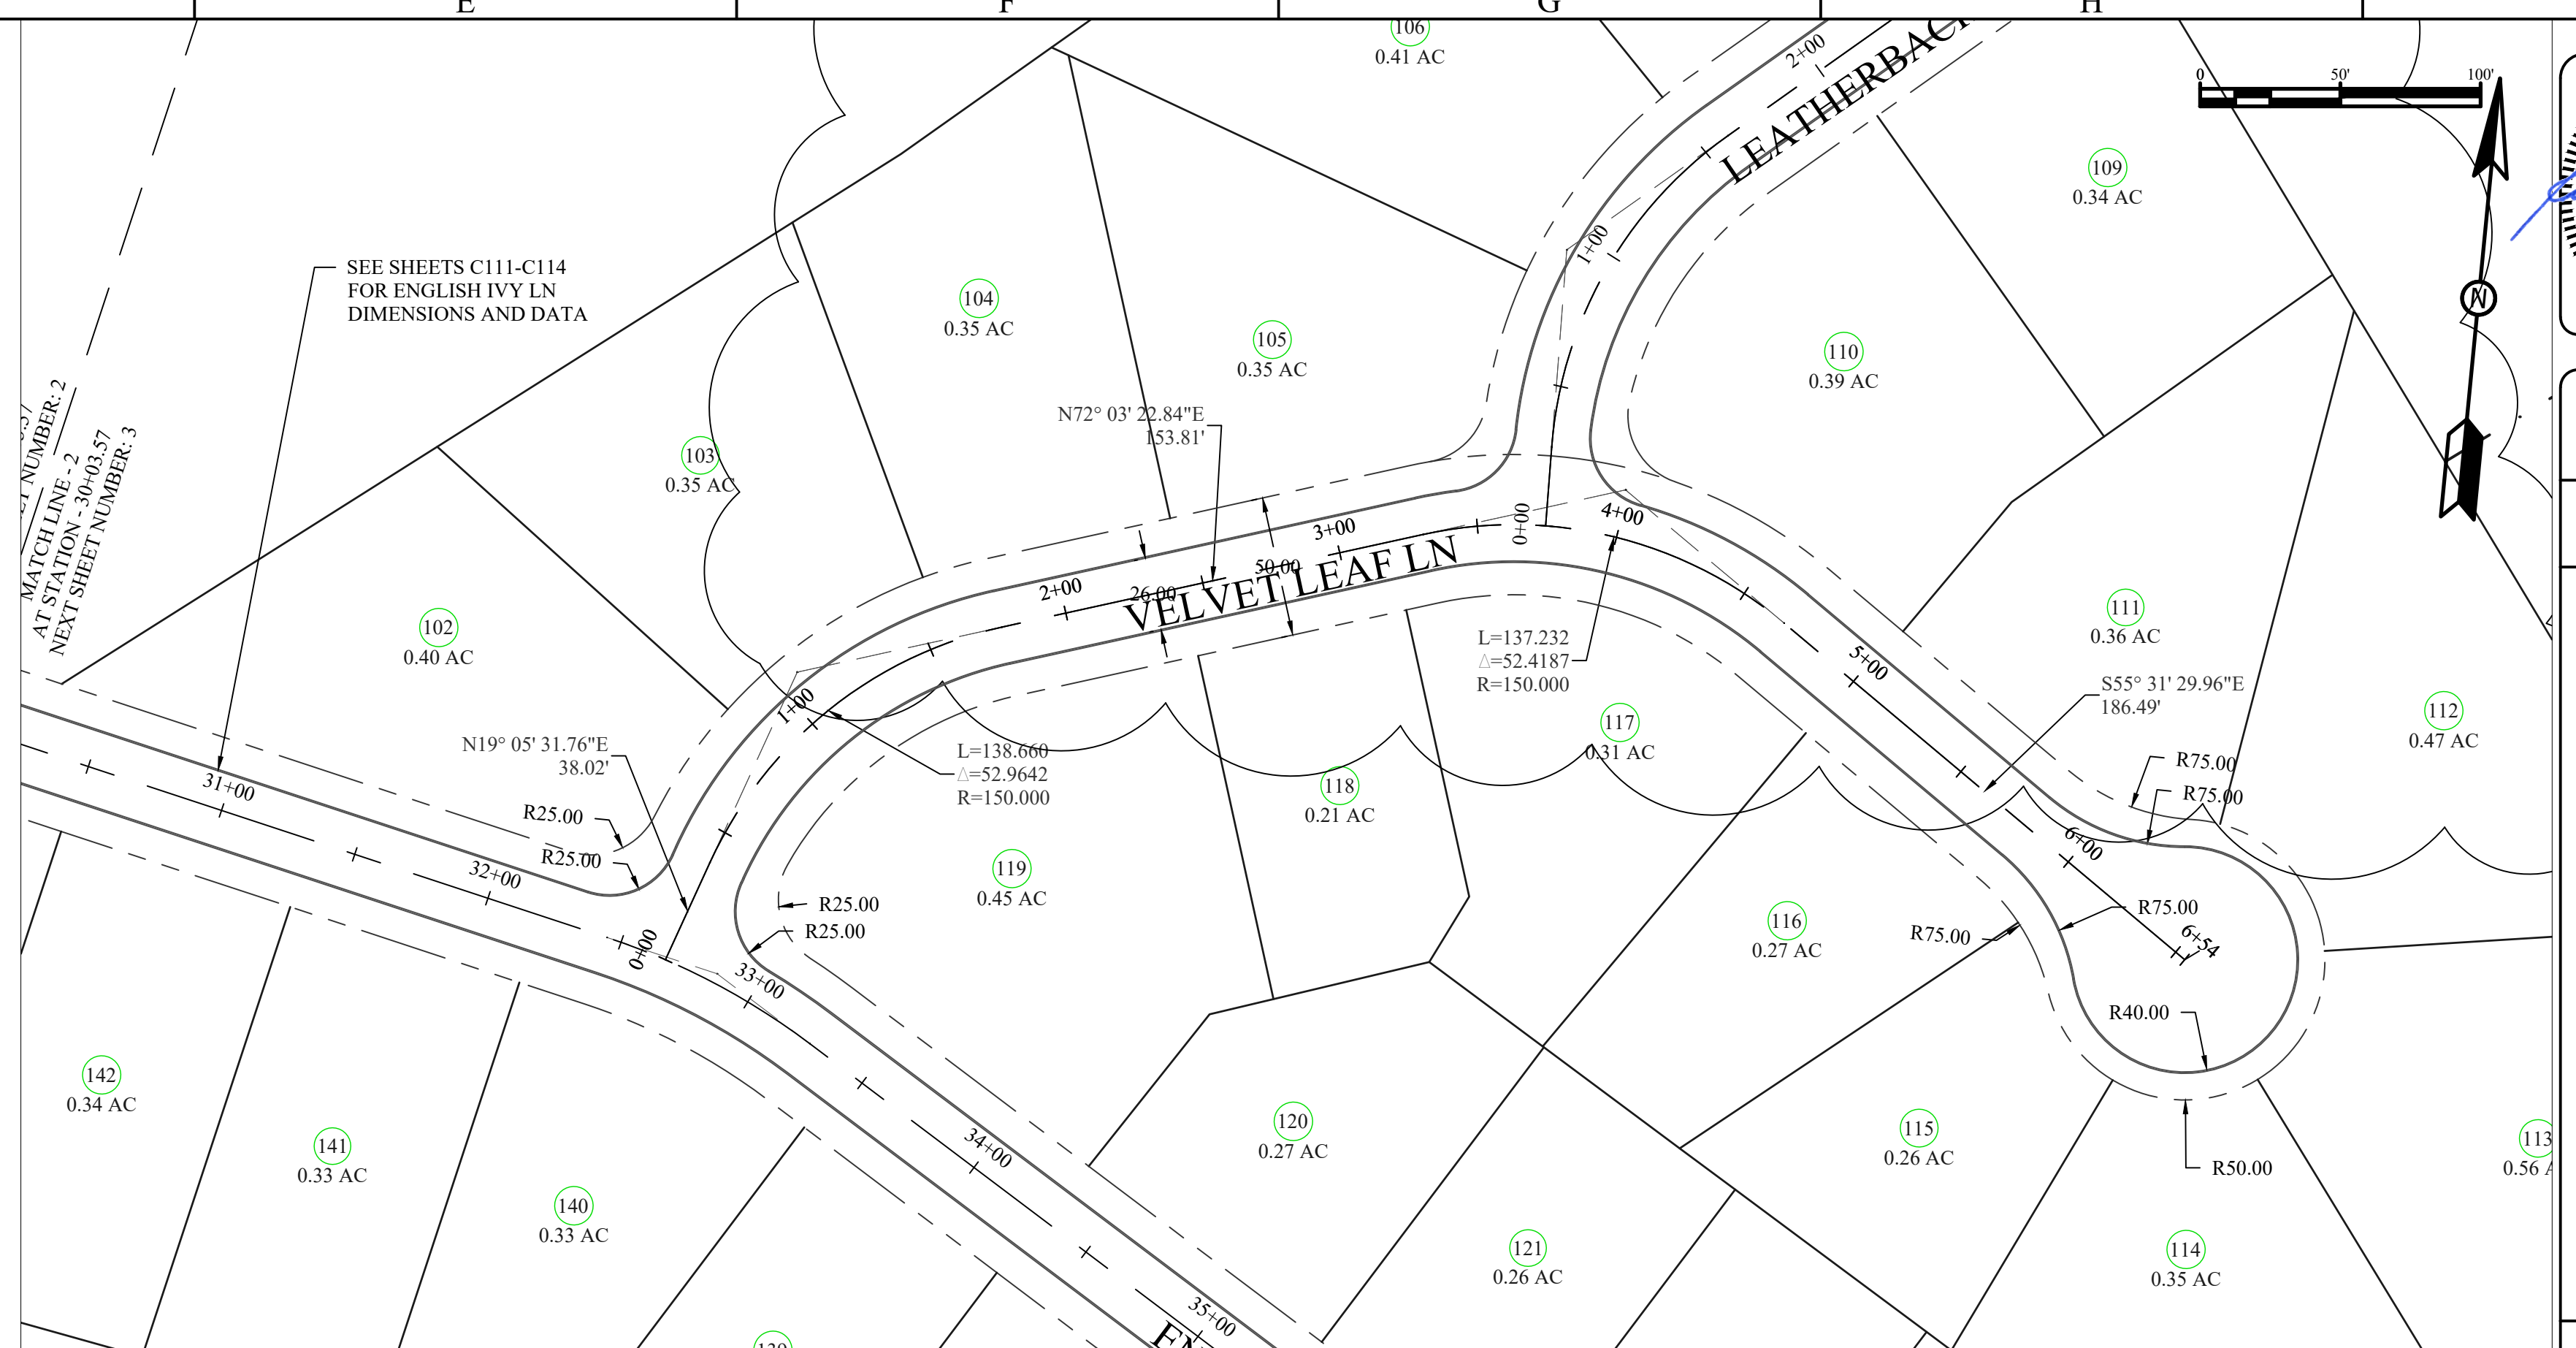 E
F
G
H
106
0.41 AC
2+00
0
50'
100'
109
0.34 AC
SEE SHEETS C111-C114
FOR ENGLISH IVY LN
DIMENSIONS AND DATA
1+00
N
104
0.35 AC
105
0.35 AC
110
0.39 AC
N72° 03' 22.84"E
153.81'
103
0.35 AC
NUMBER: 2
MATCH LINE - 2
AT STATION - 30+03.57
NEXT SHEET NUMBER: 3
102
0.40 AC
2+00
26.00
50.00
3+00
VELVET LEAF LN
0+00
4+00
L=137.232
Δ=52.4187
R=150.000
5+00
111
0.36 AC
S55° 31' 29.96"E
186.49'
112
0.47 AC
1+00
N19° 05' 31.76"E
38.02'
L=138.660
Δ=52.9642
R=150.000
117
0.31 AC
118
0.21 AC
R75.00
R75.00
31+00
R25.00
R25.00
32+00
6+00
119
0.45 AC
R25.00
R25.00
116
0.27 AC
R75.00
R75.00
6+54
0+00
33+00
R40.00
142
0.34 AC
141
0.33 AC
34+00
120
0.27 AC
115
0.26 AC
113
0.56
R50.00
140
0.33 AC
121
0.26 AC
114
0.35 AC
35+00